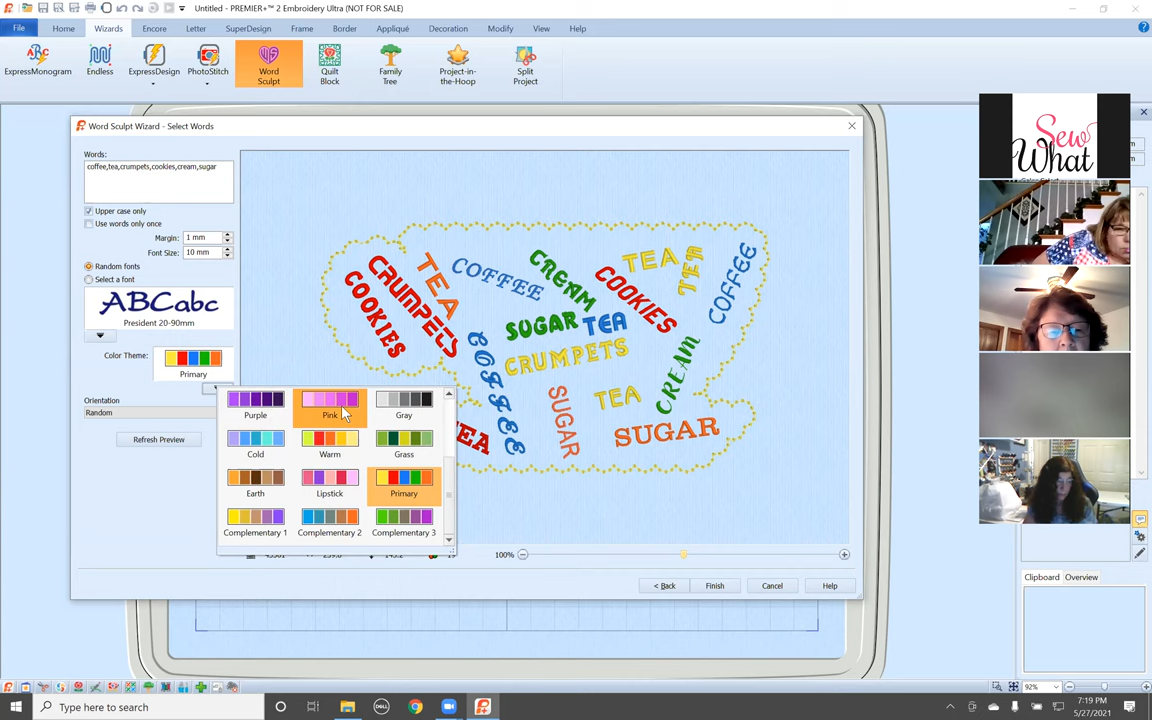 Untitled - PREMIER+™ 2 Embroidery Ultra (NOT FOR SALE)
File Home Wizards Encore Letter SuperDesign Frame Border Appliqué Decoration Modify View Help
ExpressMonogram Endless ExpressDesign PhotoStitch Word Sculpt Quilt Block Family Tree Project-in-the-Hoop Split Project
Word Sculpt Wizard - Select Words
Words:
coffee,tea,crumpets,cookies,cream,sugar
Upper case only
Use words only once
Margin: 1 mm
Font Size: 10 mm
Random fonts
Select a font
ABCabc
President 20-90mm
Color Theme:
Primary
Orientation
Random
Refresh Preview
Purple Pink Gray
Cold Warm Grass
Earth Lipstick Primary
Complementary 1 Complementary 2 Complementary 3
CRUMPETS
COOKIES
TEA
COFFEE
CREAM
COOKIES
TEA
TEA
COFFEE
SUGAR
TEA
CRUMPETS
COFFEE
CREAM
SUGAR
TEA
SUGAR
TEA
100%
< Back Finish Cancel Help
Sew
What
Clipboard Overview
92%
Type here to search
DELL
7:19 PM
5/27/2021